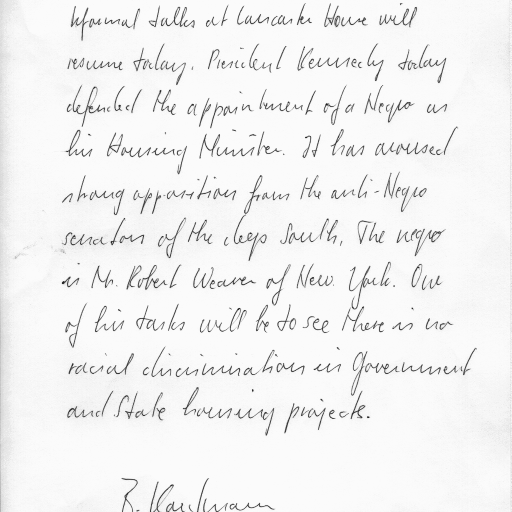 Informal talks at Lancaster House will
resume today. President Kennedy today
defended the appointment of a Negro as
his Housing Minister. It has aroused
strong opposition from the anti-Negro
senators of the deep South. The negro
is Mr. Robert Weaver of New York. One
of his tasks will be to see there is no
racial discrimination in Government
and State housing projects.
B. Kaufmann